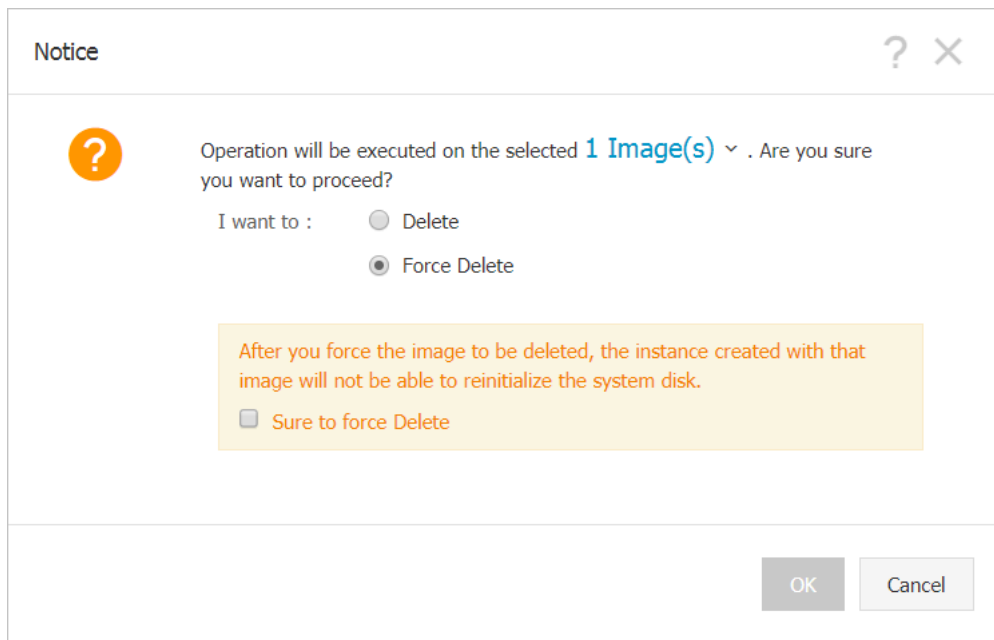 Notice
Operation will be executed on the selected 1 Image(s) . Are you sure
you want to proceed?
I want to :
Delete
Force Delete
After you force the image to be deleted, the instance created with that
image will not be able to reinitialize the system disk.
Sure to force Delete
OK
Cancel